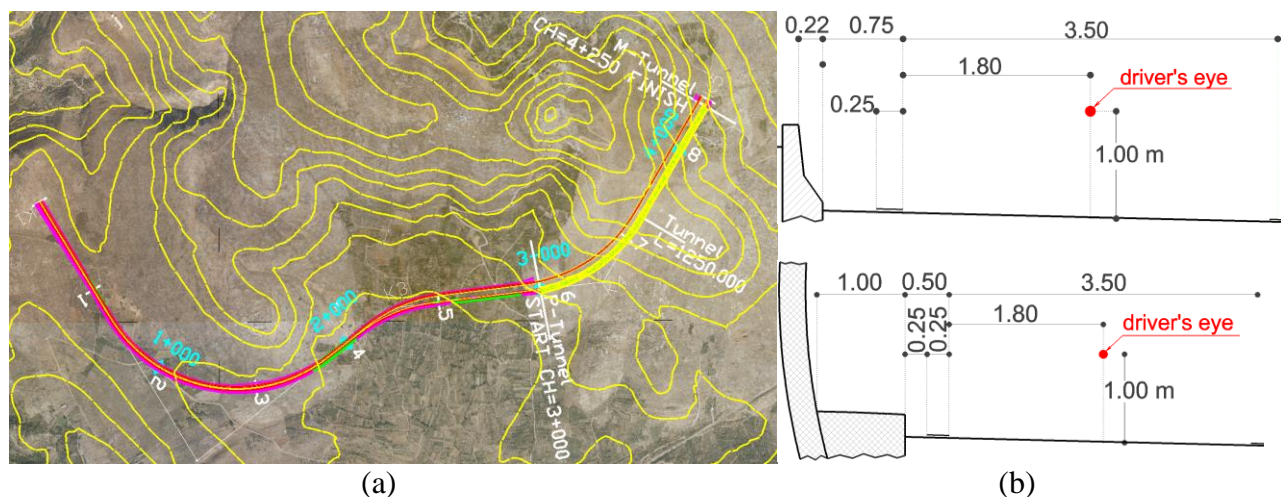 M-Tunnel
CH=4+250 FINISH
4+000
8
Tunnel
L=1250,000
7
3+000
6
P-Tunnel
START CH=3+000
5
2+000
4
1+000
1
2
3
(a)
0.22 0.75 3.50
1.80
0.25
driver's eye
1.00 m
1.00 0.50 3.50
1.80
0.25
0.25
driver's eye
1.00 m
(b)